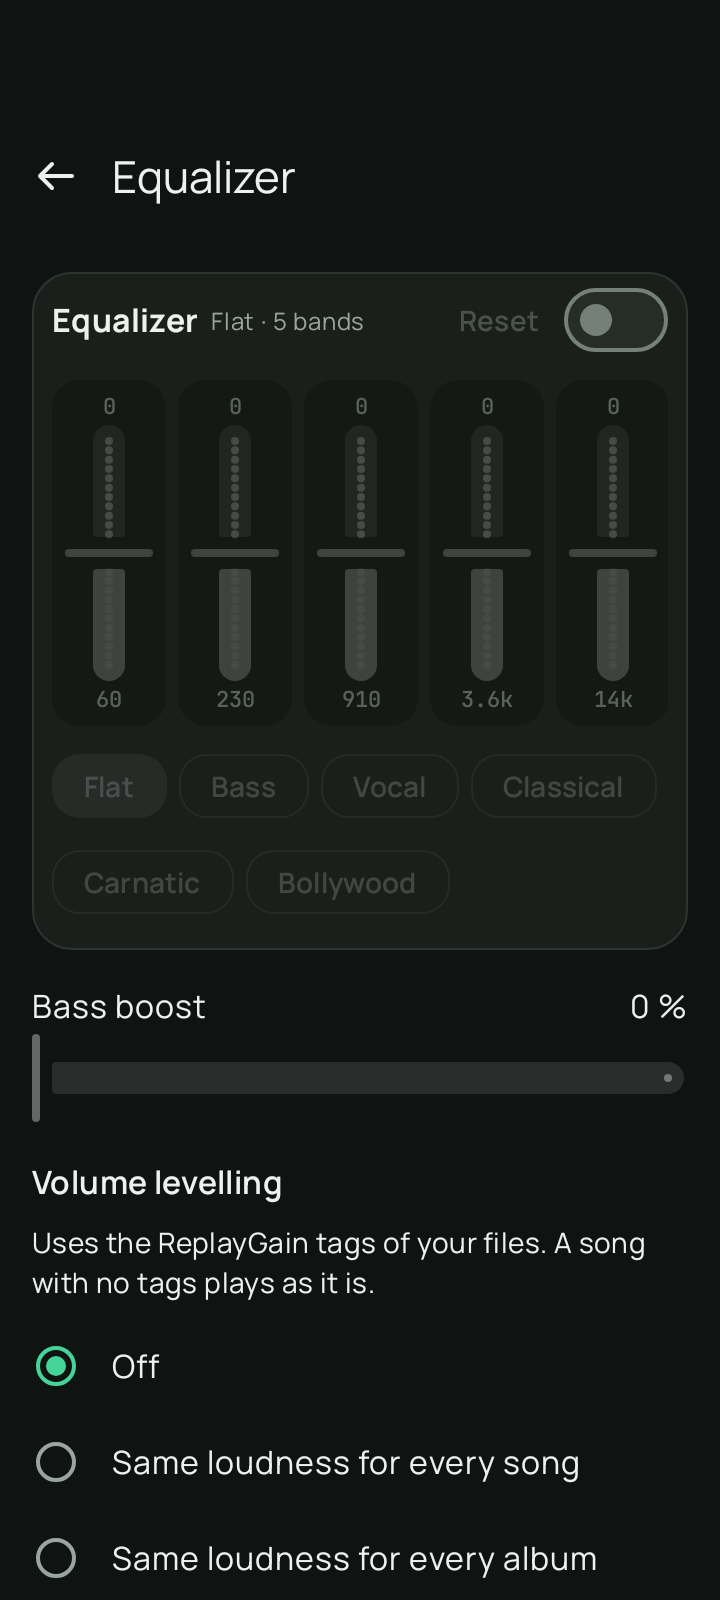 Equalizer
Equalizer Flat · 5 bands Reset
0 0 0 0 0
60 230 910 3.6k 14k
Flat Bass Vocal Classical
Carnatic Bollywood
Bass boost 0 %
Volume levelling
Uses the ReplayGain tags of your files. A song
with no tags plays as it is.
Off
Same loudness for every song
Same loudness for every album